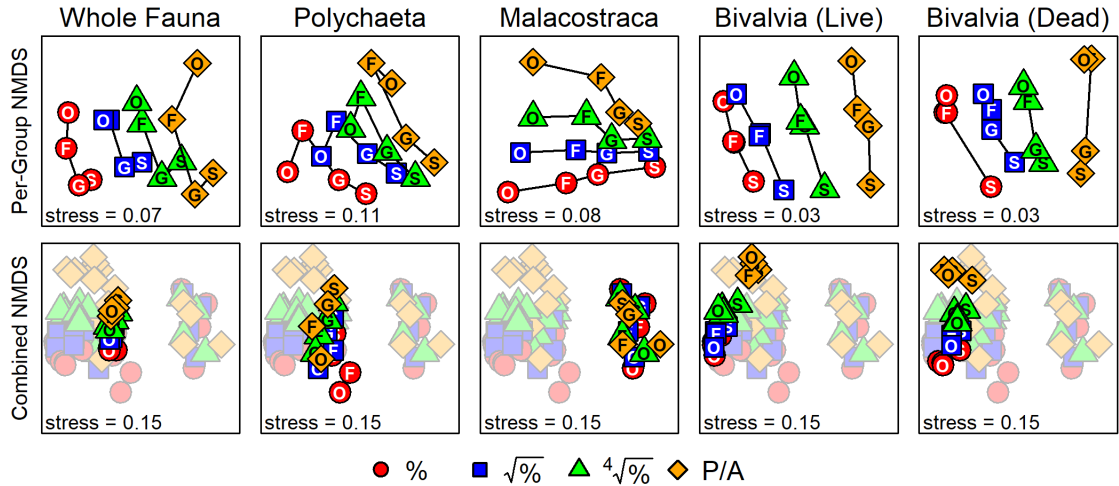 Whole Fauna Polychaeta Malacostraca Bivalvia (Live) Bivalvia (Dead)
Per-Group NMDS
O F G S O G S O F G S O F G S
stress = 0.07
O F G S O F G S O F G S F O G S
stress = 0.11
O F G S O F G S O F G S O F G S
stress = 0.08
O F S O F S O F S O F G S
stress = 0.03
O F S O F G S O F G S O G S
stress = 0.03
Combined NMDS
stress = 0.15
stress = 0.15
stress = 0.15
stress = 0.15
stress = 0.15
% √% ⁴√% P/A